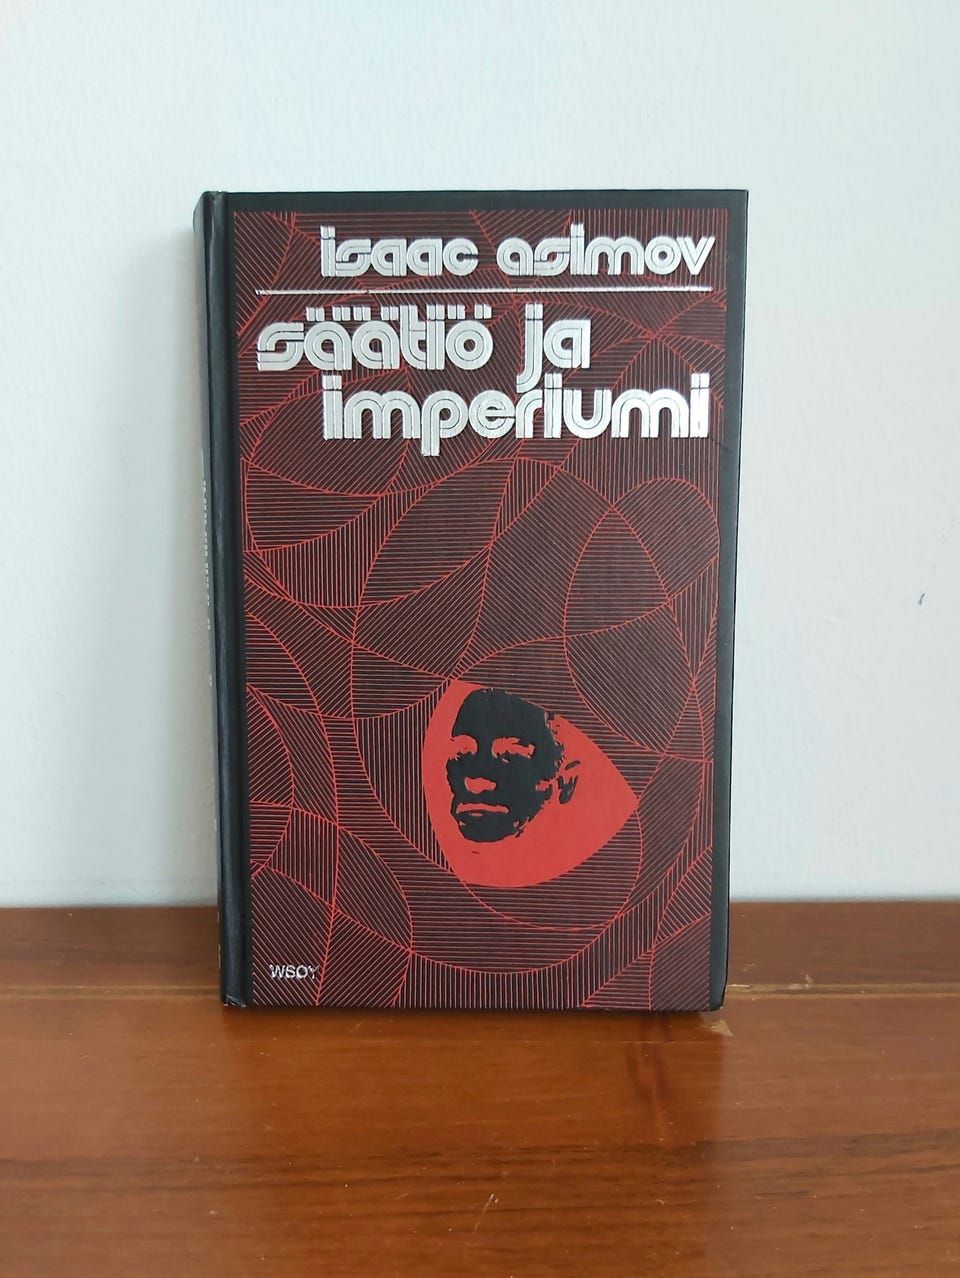 isaac asimov
säätiö ja
imperiumi
WSOY